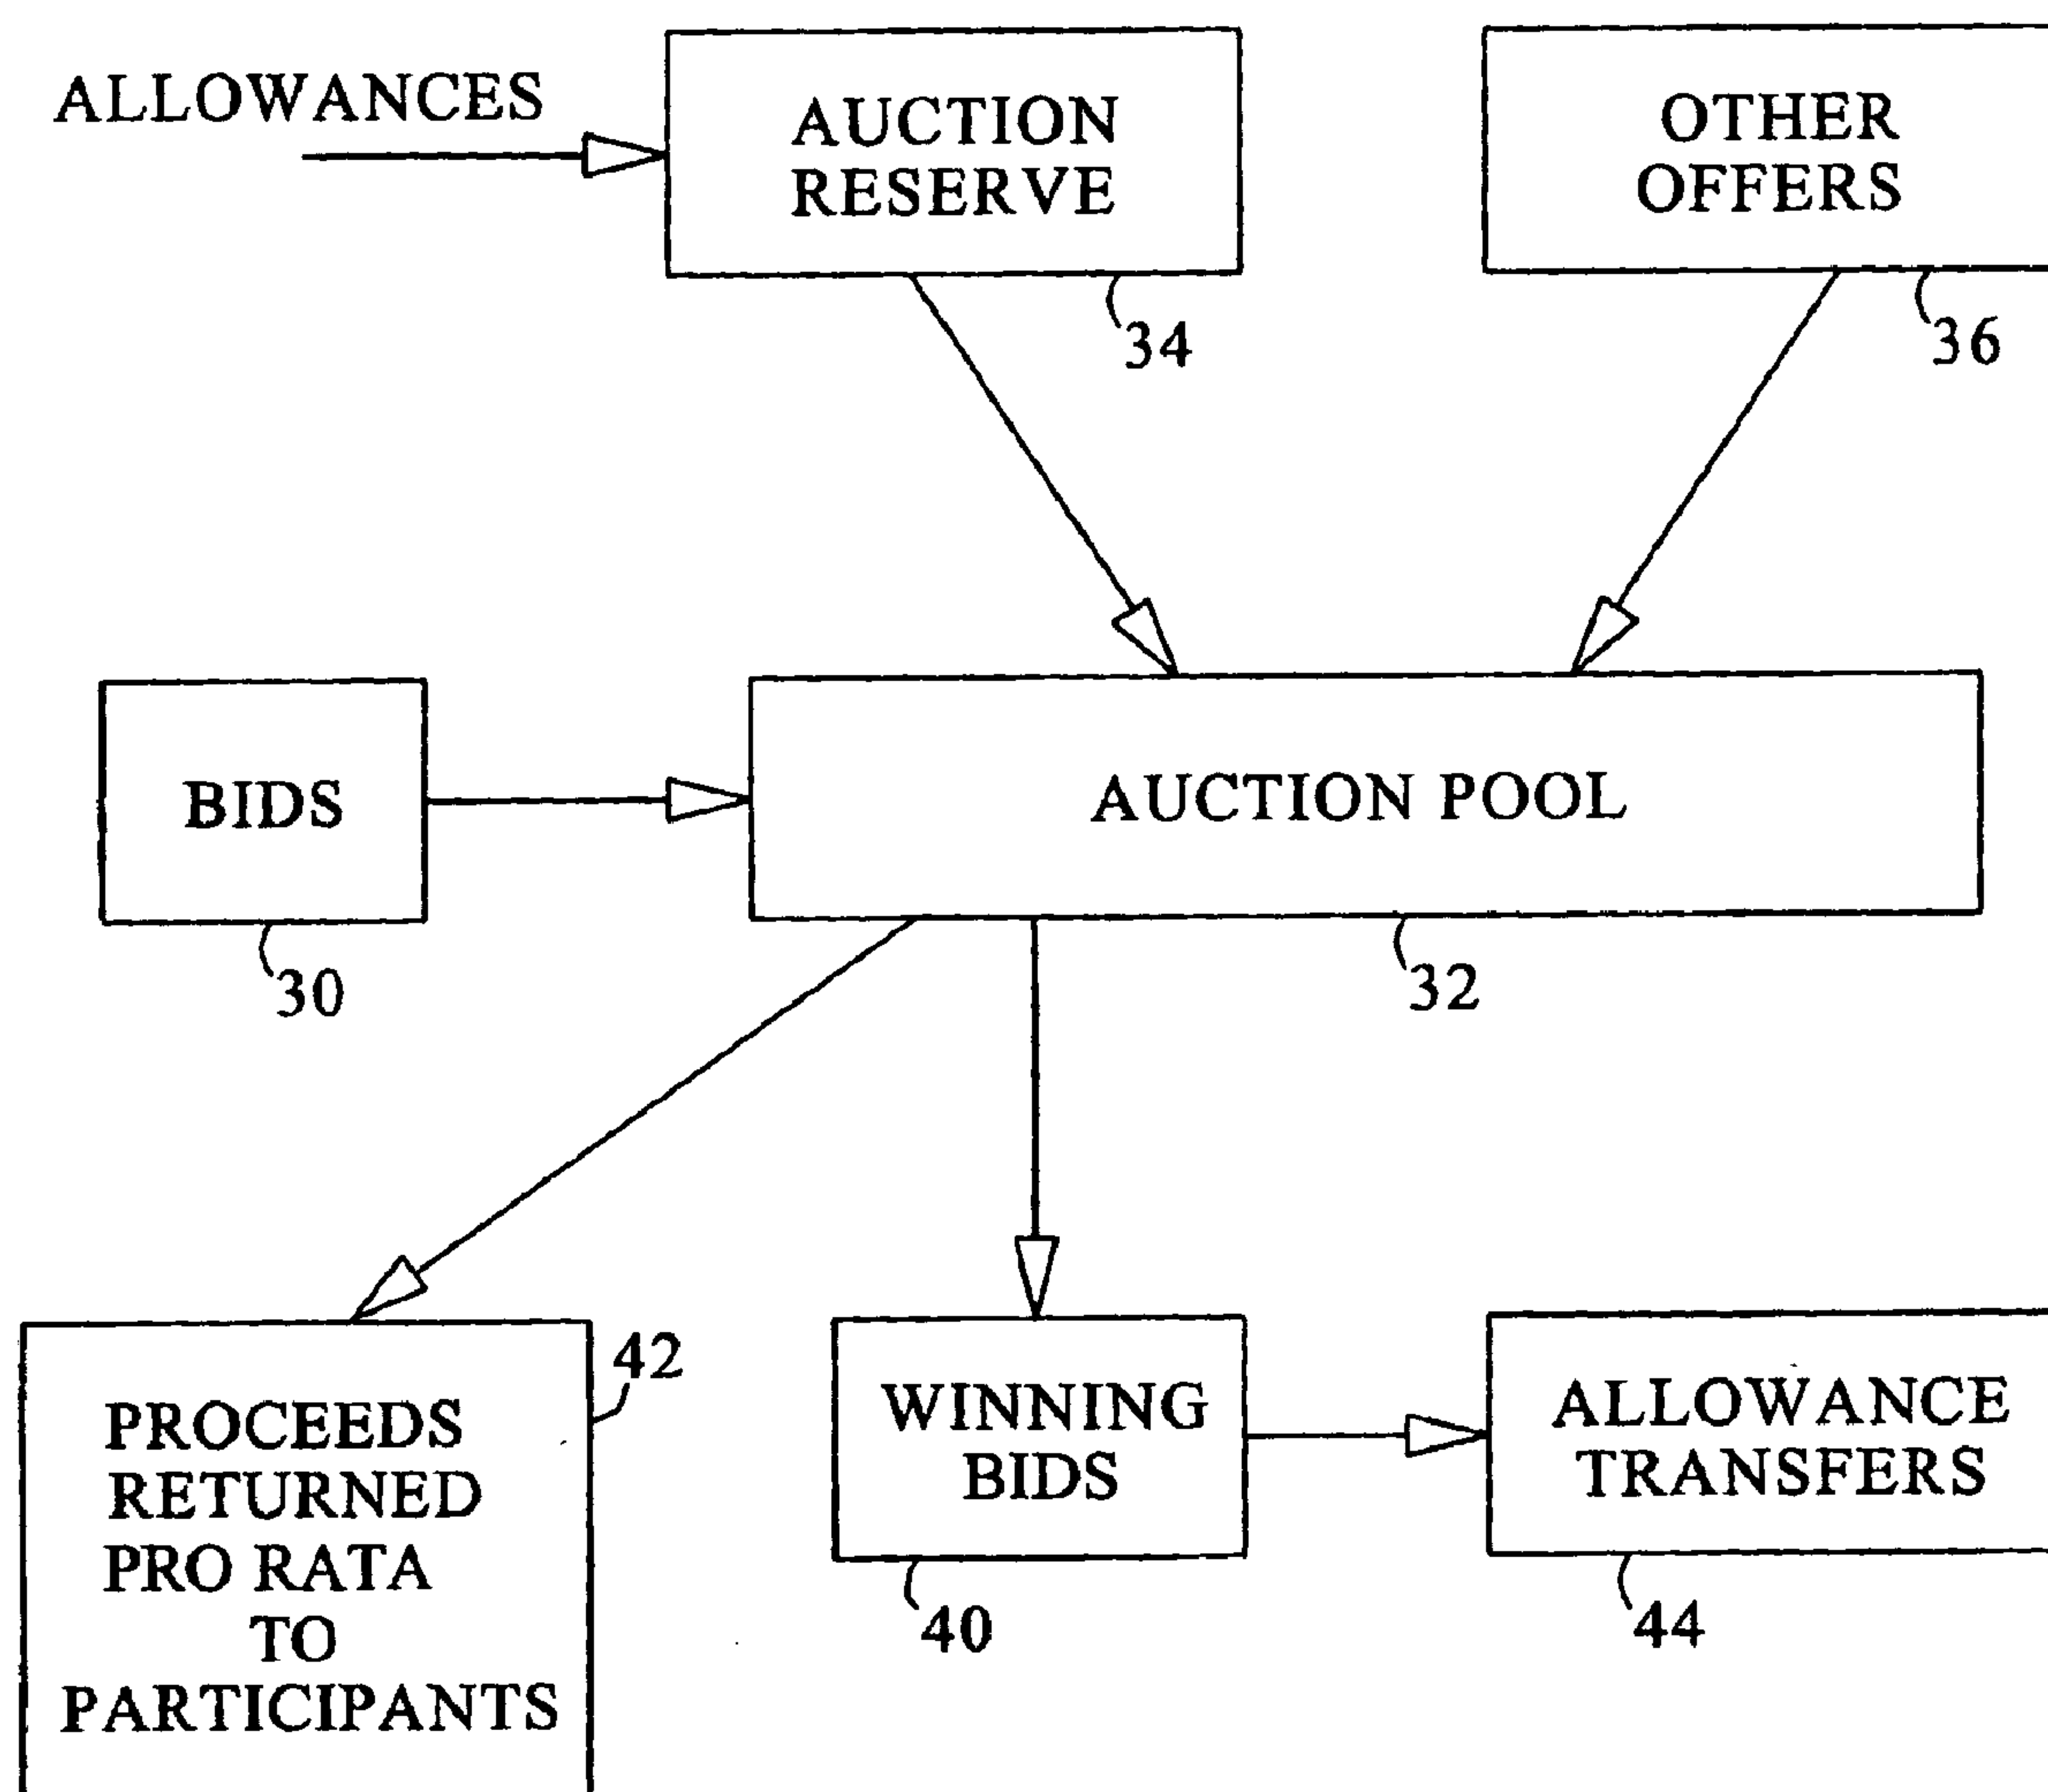 ALLOWANCES
AUCTION
RESERVE
34
OTHER
OFFERS
36
BIDS
30
AUCTION POOL
32
PROCEEDS
RETURNED
PRO RATA
TO
PARTICIPANTS
42
WINNING
BIDS
40
ALLOWANCE
TRANSFERS
44